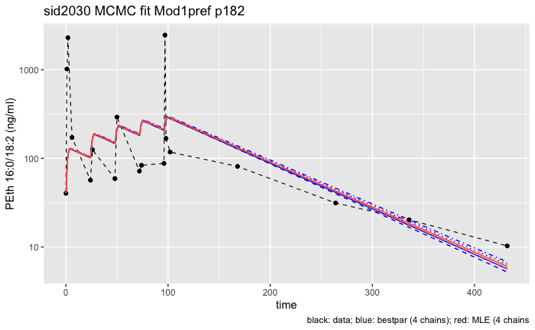 sid2030 MCMC fit Mod1pref p182
PEth 16:0/18:2 (ng/ml)
1000
100
10
0
100
200
300
400
time
black: data; blue: bestpar (4 chains); red: MLE (4 chains